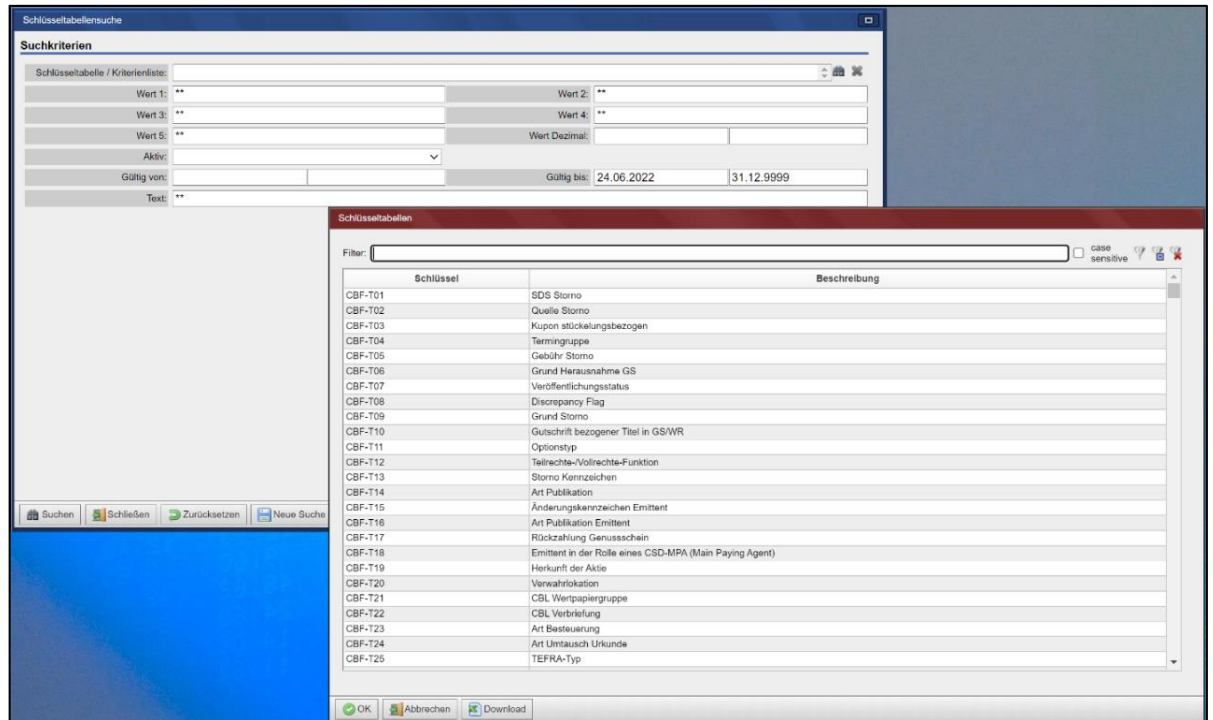 Schlüsseltabellensuche
Suchkriterien
Schlüsseltabelle / Kriterienliste:
Wert 1: ** Wert 2: **
Wert 3: ** Wert 4: **
Wert 5: ** Wert Dezimal:
Aktiv:
Gültig von: Gültig bis: 24.06.2022 31.12.9999
Text: **
Suchen Schließen Zurücksetzen Neue Suche
Schlüsseltabellen
Filter: case sensitive
Schlüssel Beschreibung
CBF-T01 SDS Storno
CBF-T02 Quelle Storno
CBF-T03 Kupon stückelungsbezogen
CBF-T04 Termingruppe
CBF-T05 Gebühr Storno
CBF-T06 Grund Herausnahme GS
CBF-T07 Veröffentlichungsstatus
CBF-T08 Discrepancy Flag
CBF-T09 Grund Storno
CBF-T10 Gutschrift bezogener Titel in GS/WR
CBF-T11 Optionstyp
CBF-T12 Teilrechte-/Vollrechte-Funktion
CBF-T13 Storno Kennzeichen
CBF-T14 Art Publikation
CBF-T15 Änderungskennzeichen Emittent
CBF-T16 Art Publikation Emittent
CBF-T17 Rückzahlung Genussschein
CBF-T18 Emittent in der Rolle eines CSD-MPA (Main Paying Agent)
CBF-T19 Herkunft der Aktie
CBF-T20 Verwahrlokation
CBF-T21 CBL Wertpapiergruppe
CBF-T22 CBL Verbriefung
CBF-T23 Art Besteuerung
CBF-T24 Art Umtausch Urkunde
CBF-T25 TEFRA-Typ
OK Abbrechen Download